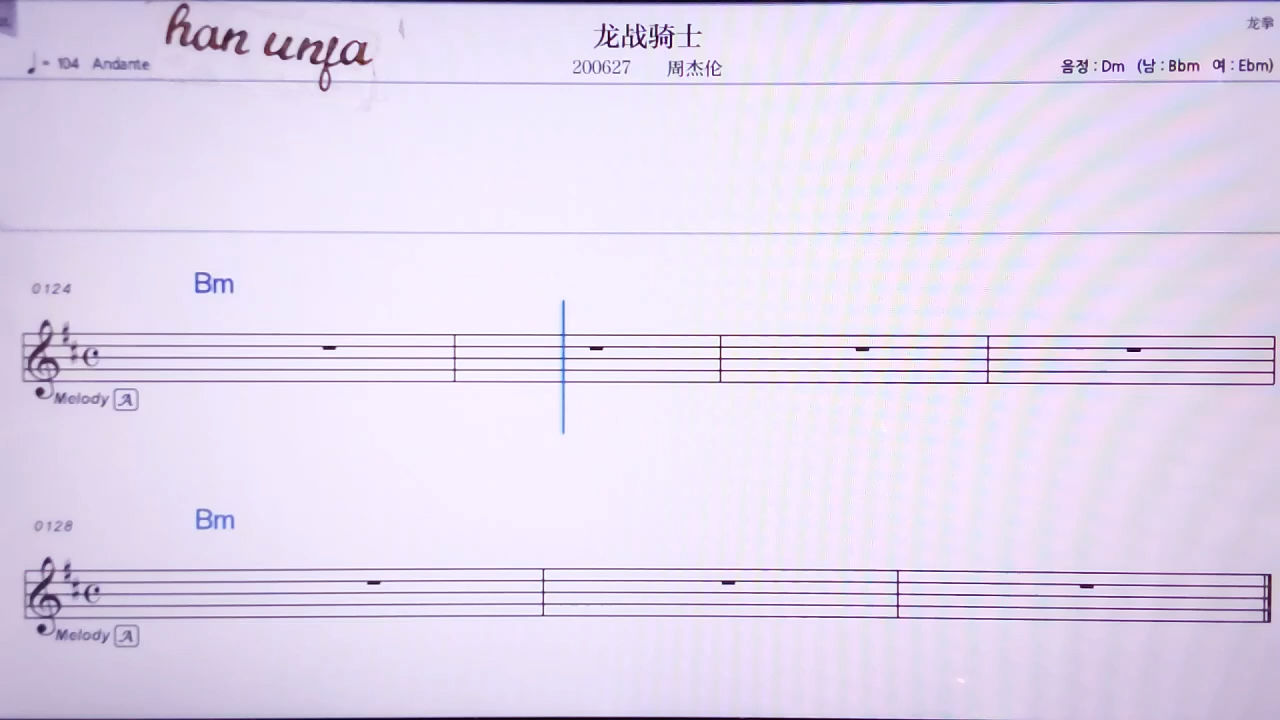 han unfa
龙战骑士
龙拳
♩= 104 Andante
200627 周杰伦
음정 : Dm (남 : Bbm 여 : Ebm)
0124 Bm
Melody A
0128 Bm
Melody A